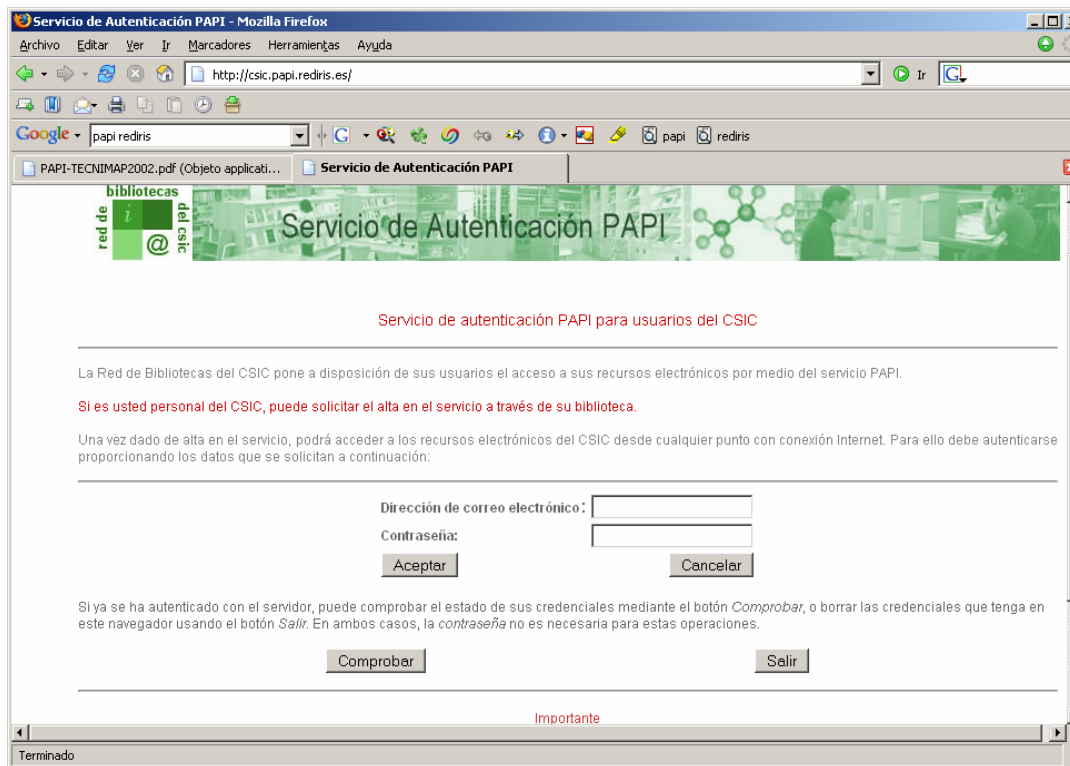 Servicio de Autenticación PAPI - Mozilla Firefox
Archivo Editar Ver Ir Marcadores Herramientas Ayuda
http://csic.papi.rediris.es/ Ir G
Google papi rediris G papi rediris
PAPI-TECNIMAP2002.pdf (Objeto applicati... Servicio de Autenticación PAPI
red de bibliotecas del csic
i @
Servicio de Autenticación PAPI
Servicio de autenticación PAPI para usuarios del CSIC
La Red de Bibliotecas del CSIC pone a disposición de sus usuarios el acceso a sus recursos electrónicos por medio del servicio PAPI.
Si es usted personal del CSIC, puede solicitar el alta en el servicio a través de su biblioteca.
Una vez dado de alta en el servicio, podrá acceder a los recursos electrónicos del CSIC desde cualquier punto con conexión Internet. Para ello debe autenticarse
proporcionando los datos que se solicitan a continuación:
Dirección de correo electrónico:
Contraseña:
Aceptar Cancelar
Si ya se ha autenticado con el servidor, puede comprobar el estado de sus credenciales mediante el botón Comprobar, o borrar las credenciales que tenga en
este navegador usando el botón Salir. En ambos casos, la contraseña no es necesaria para estas operaciones.
Comprobar Salir
Importante
Terminado